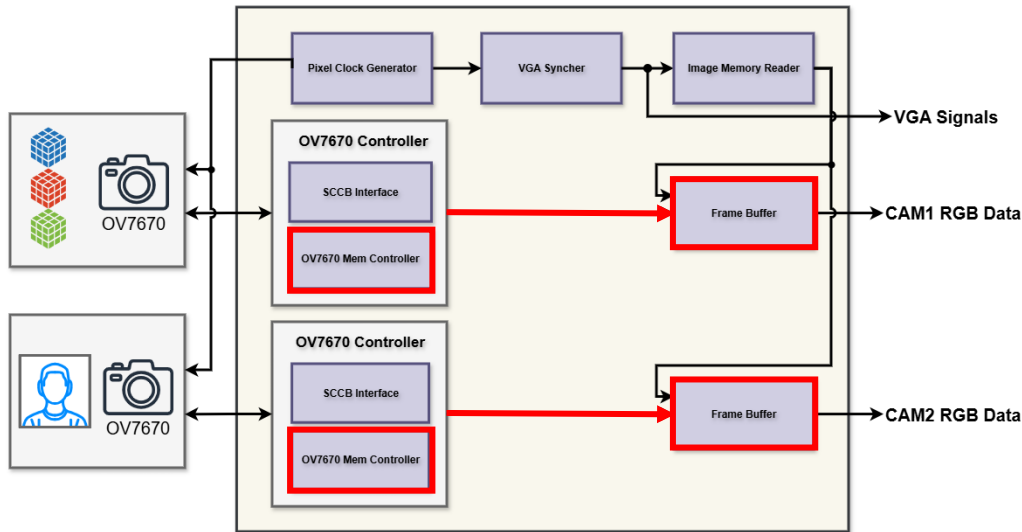 Pixel Clock Generator
VGA Syncher
Image Memory Reader
VGA Signals
OV7670 Controller
SCCB Interface
OV7670 Mem Controller
OV7670
Frame Buffer
CAM1 RGB Data
OV7670 Controller
SCCB Interface
OV7670 Mem Controller
OV7670
Frame Buffer
CAM2 RGB Data